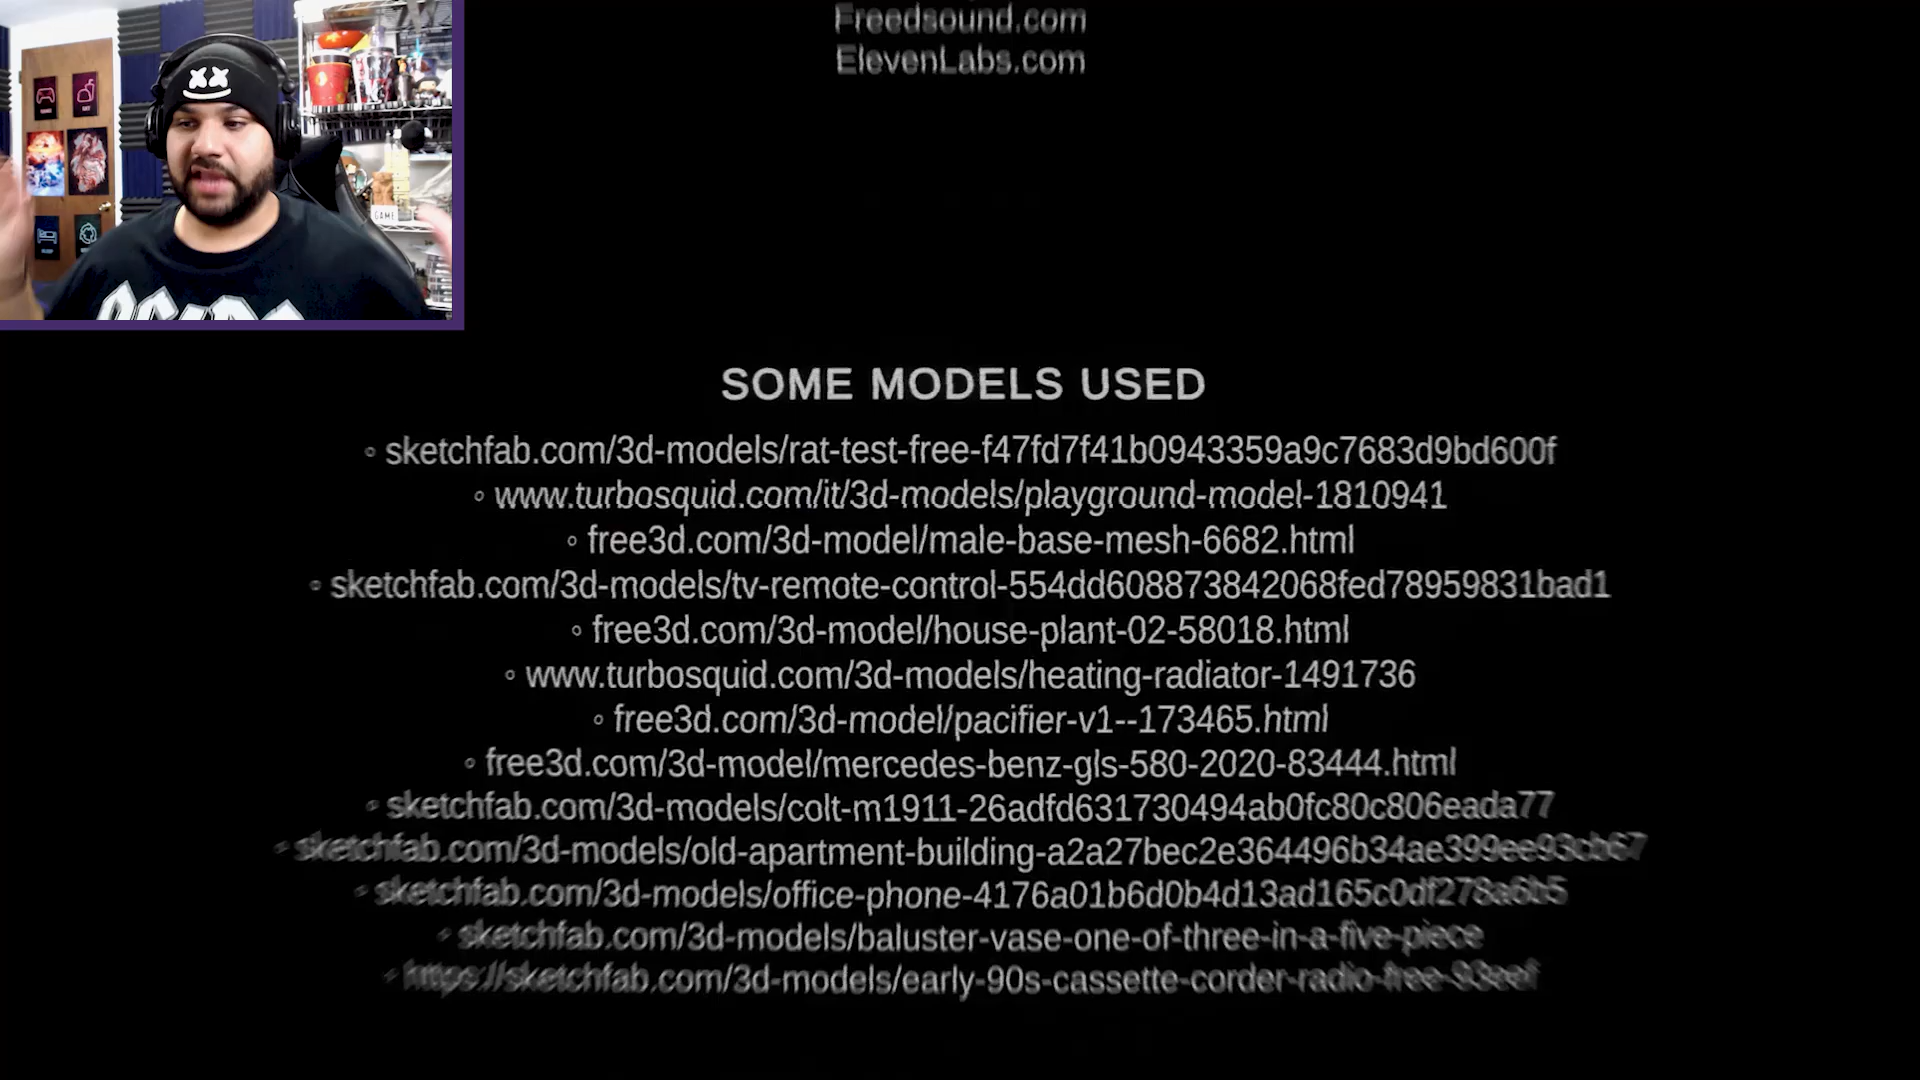 Freedsound.com
ElevenLabs.com
GAME
SOME MODELS USED
◦ sketchfab.com/3d-models/rat-test-free-f47fd7f41b0943359a9c7683d9bd600f
◦ www.turbosquid.com/it/3d-models/playground-model-1810941
◦ free3d.com/3d-model/male-base-mesh-6682.html
◦ sketchfab.com/3d-models/tv-remote-control-554dd608873842068fed78959831bad1
◦ free3d.com/3d-model/house-plant-02-58018.html
◦ www.turbosquid.com/3d-models/heating-radiator-1491736
◦ free3d.com/3d-model/pacifier-v1--173465.html
◦ free3d.com/3d-model/mercedes-benz-gls-580-2020-83444.html
◦ sketchfab.com/3d-models/colt-m1911-26adfd631730494ab0fc80c806eada77
◦ sketchfab.com/3d-models/old-apartment-building-a2a27bec2e364496b34ae399ee93cb67
◦ sketchfab.com/3d-models/office-phone-4176a01b6d0b4d13ad165c0df278a6b5
◦ sketchfab.com/3d-models/baluster-vase-one-of-three-in-a-five-piece
◦ https://sketchfab.com/3d-models/early-90s-cassette-corder-radio-free-93eef